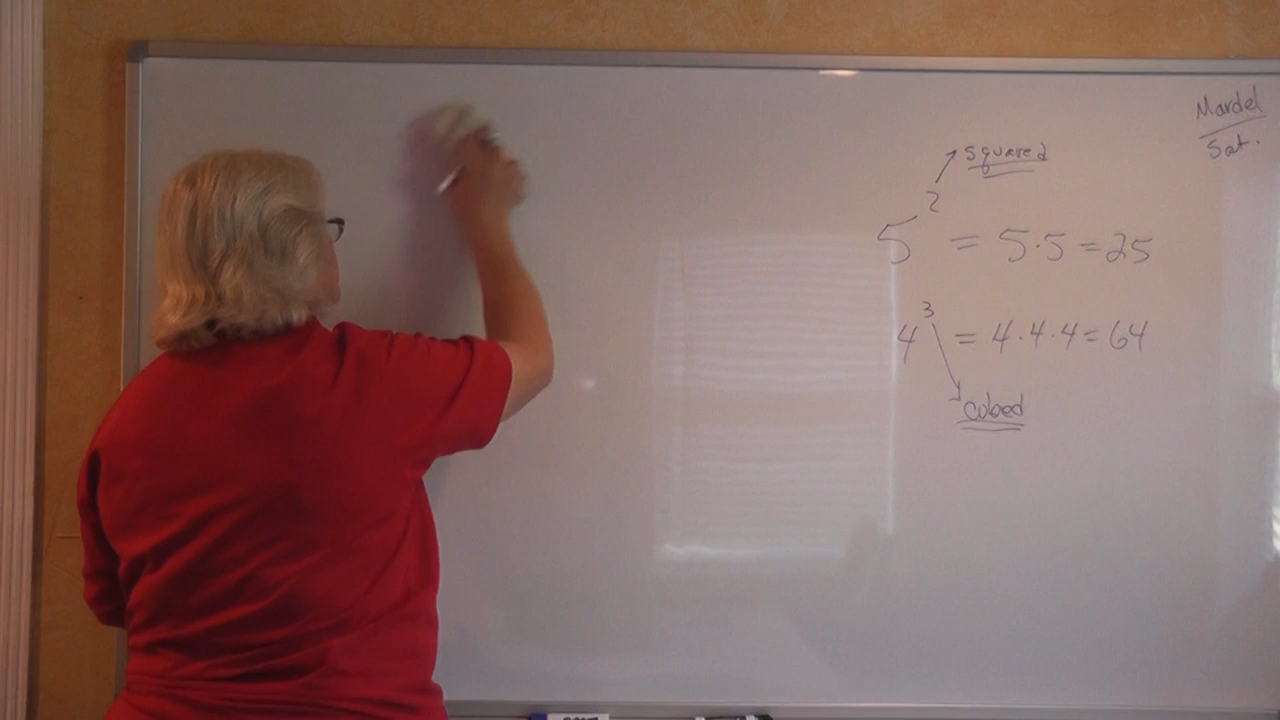 Mardel
Sat.
squared
5² = 5·5 = 25
4³ = 4·4·4 = 64
cubed